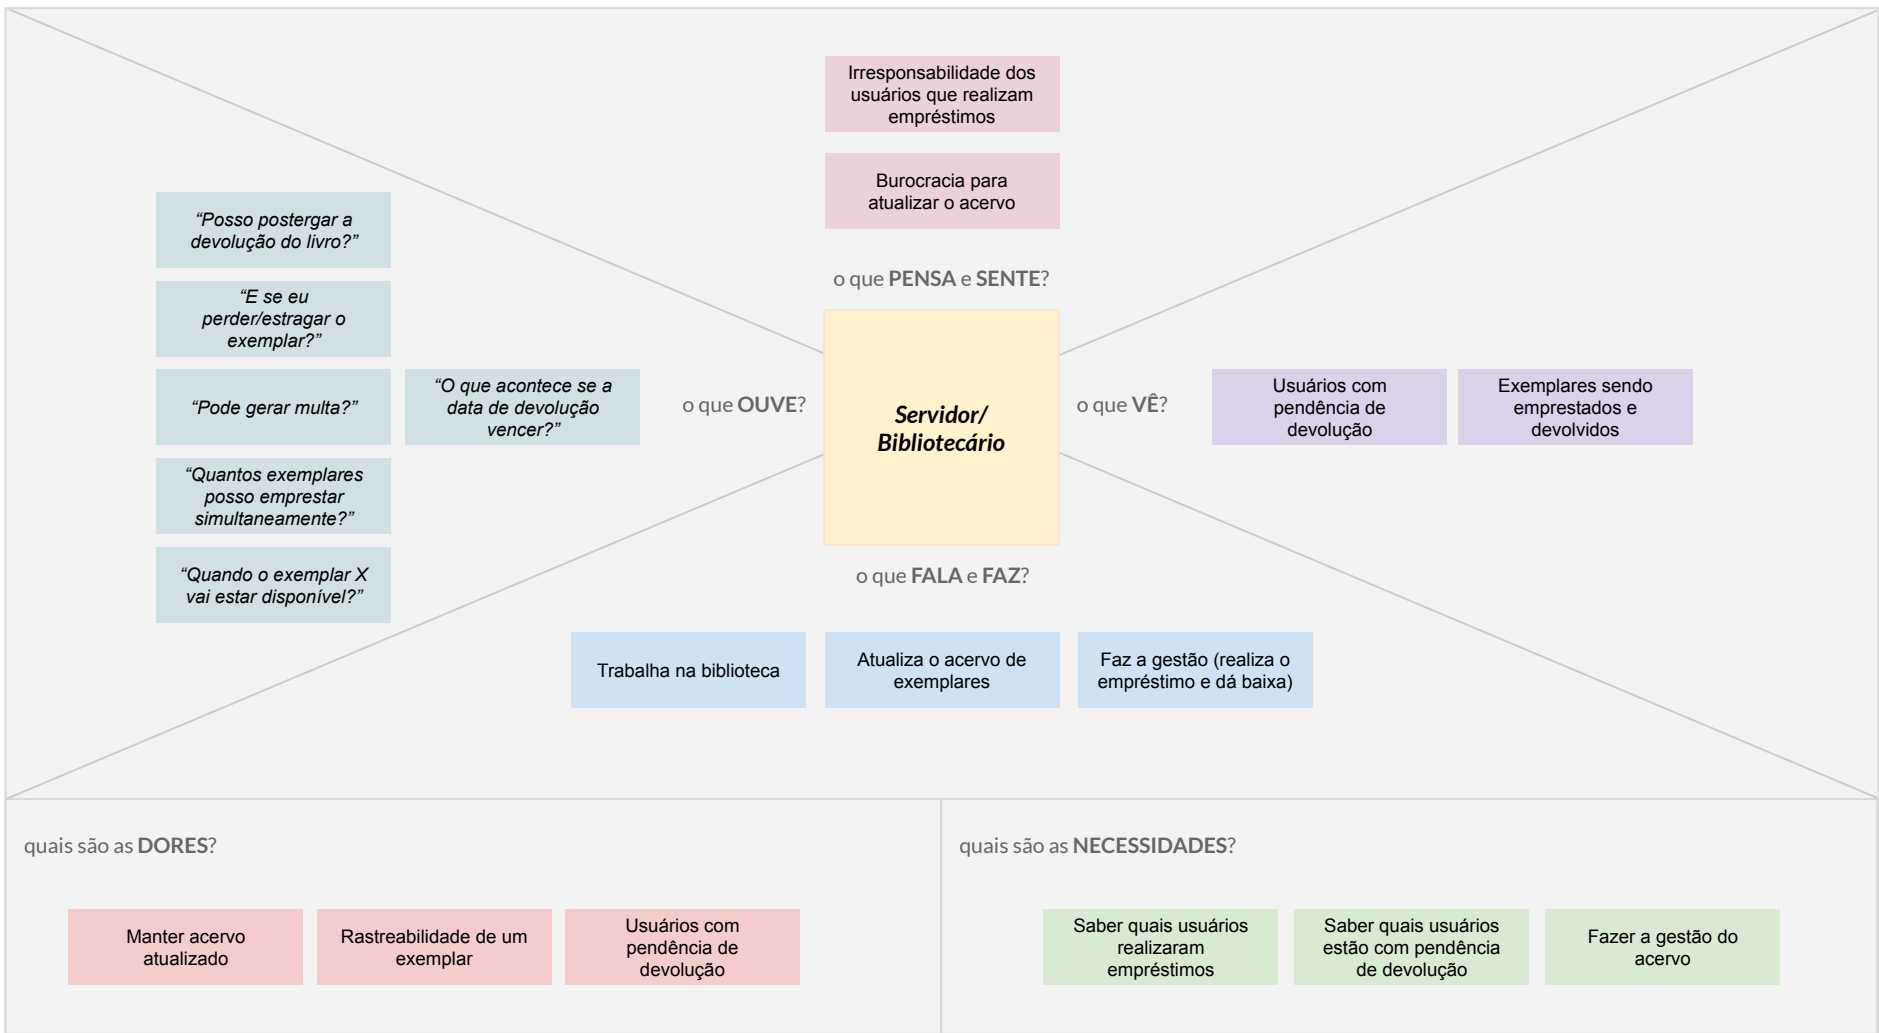 Irresponsabilidade dos
usuários que realizam
empréstimos
Burocracia para
atualizar o acervo
o que PENSA e SENTE?
“Posso postergar a
devolução do livro?”
“E se eu
perder/estragar o
exemplar?”
“Pode gerar multa?”
“O que acontece se a
data de devolução
vencer?”
“Quantos exemplares
posso emprestar
simultaneamente?”
“Quando o exemplar X
vai estar disponível?”
o que OUVE?
Servidor/
Bibliotecário
o que VÊ?
Usuários com
pendência de
devolução
Exemplares sendo
emprestados e
devolvidos
o que FALA e FAZ?
Trabalha na biblioteca
Atualiza o acervo de
exemplares
Faz a gestão (realiza o
empréstimo e dá baixa)
quais são as DORES?
Manter acervo
atualizado
Rastreabilidade de um
exemplar
Usuários com
pendência de
devolução
quais são as NECESSIDADES?
Saber quais usuários
realizaram
empréstimos
Saber quais usuários
estão com pendência
de devolução
Fazer a gestão do
acervo